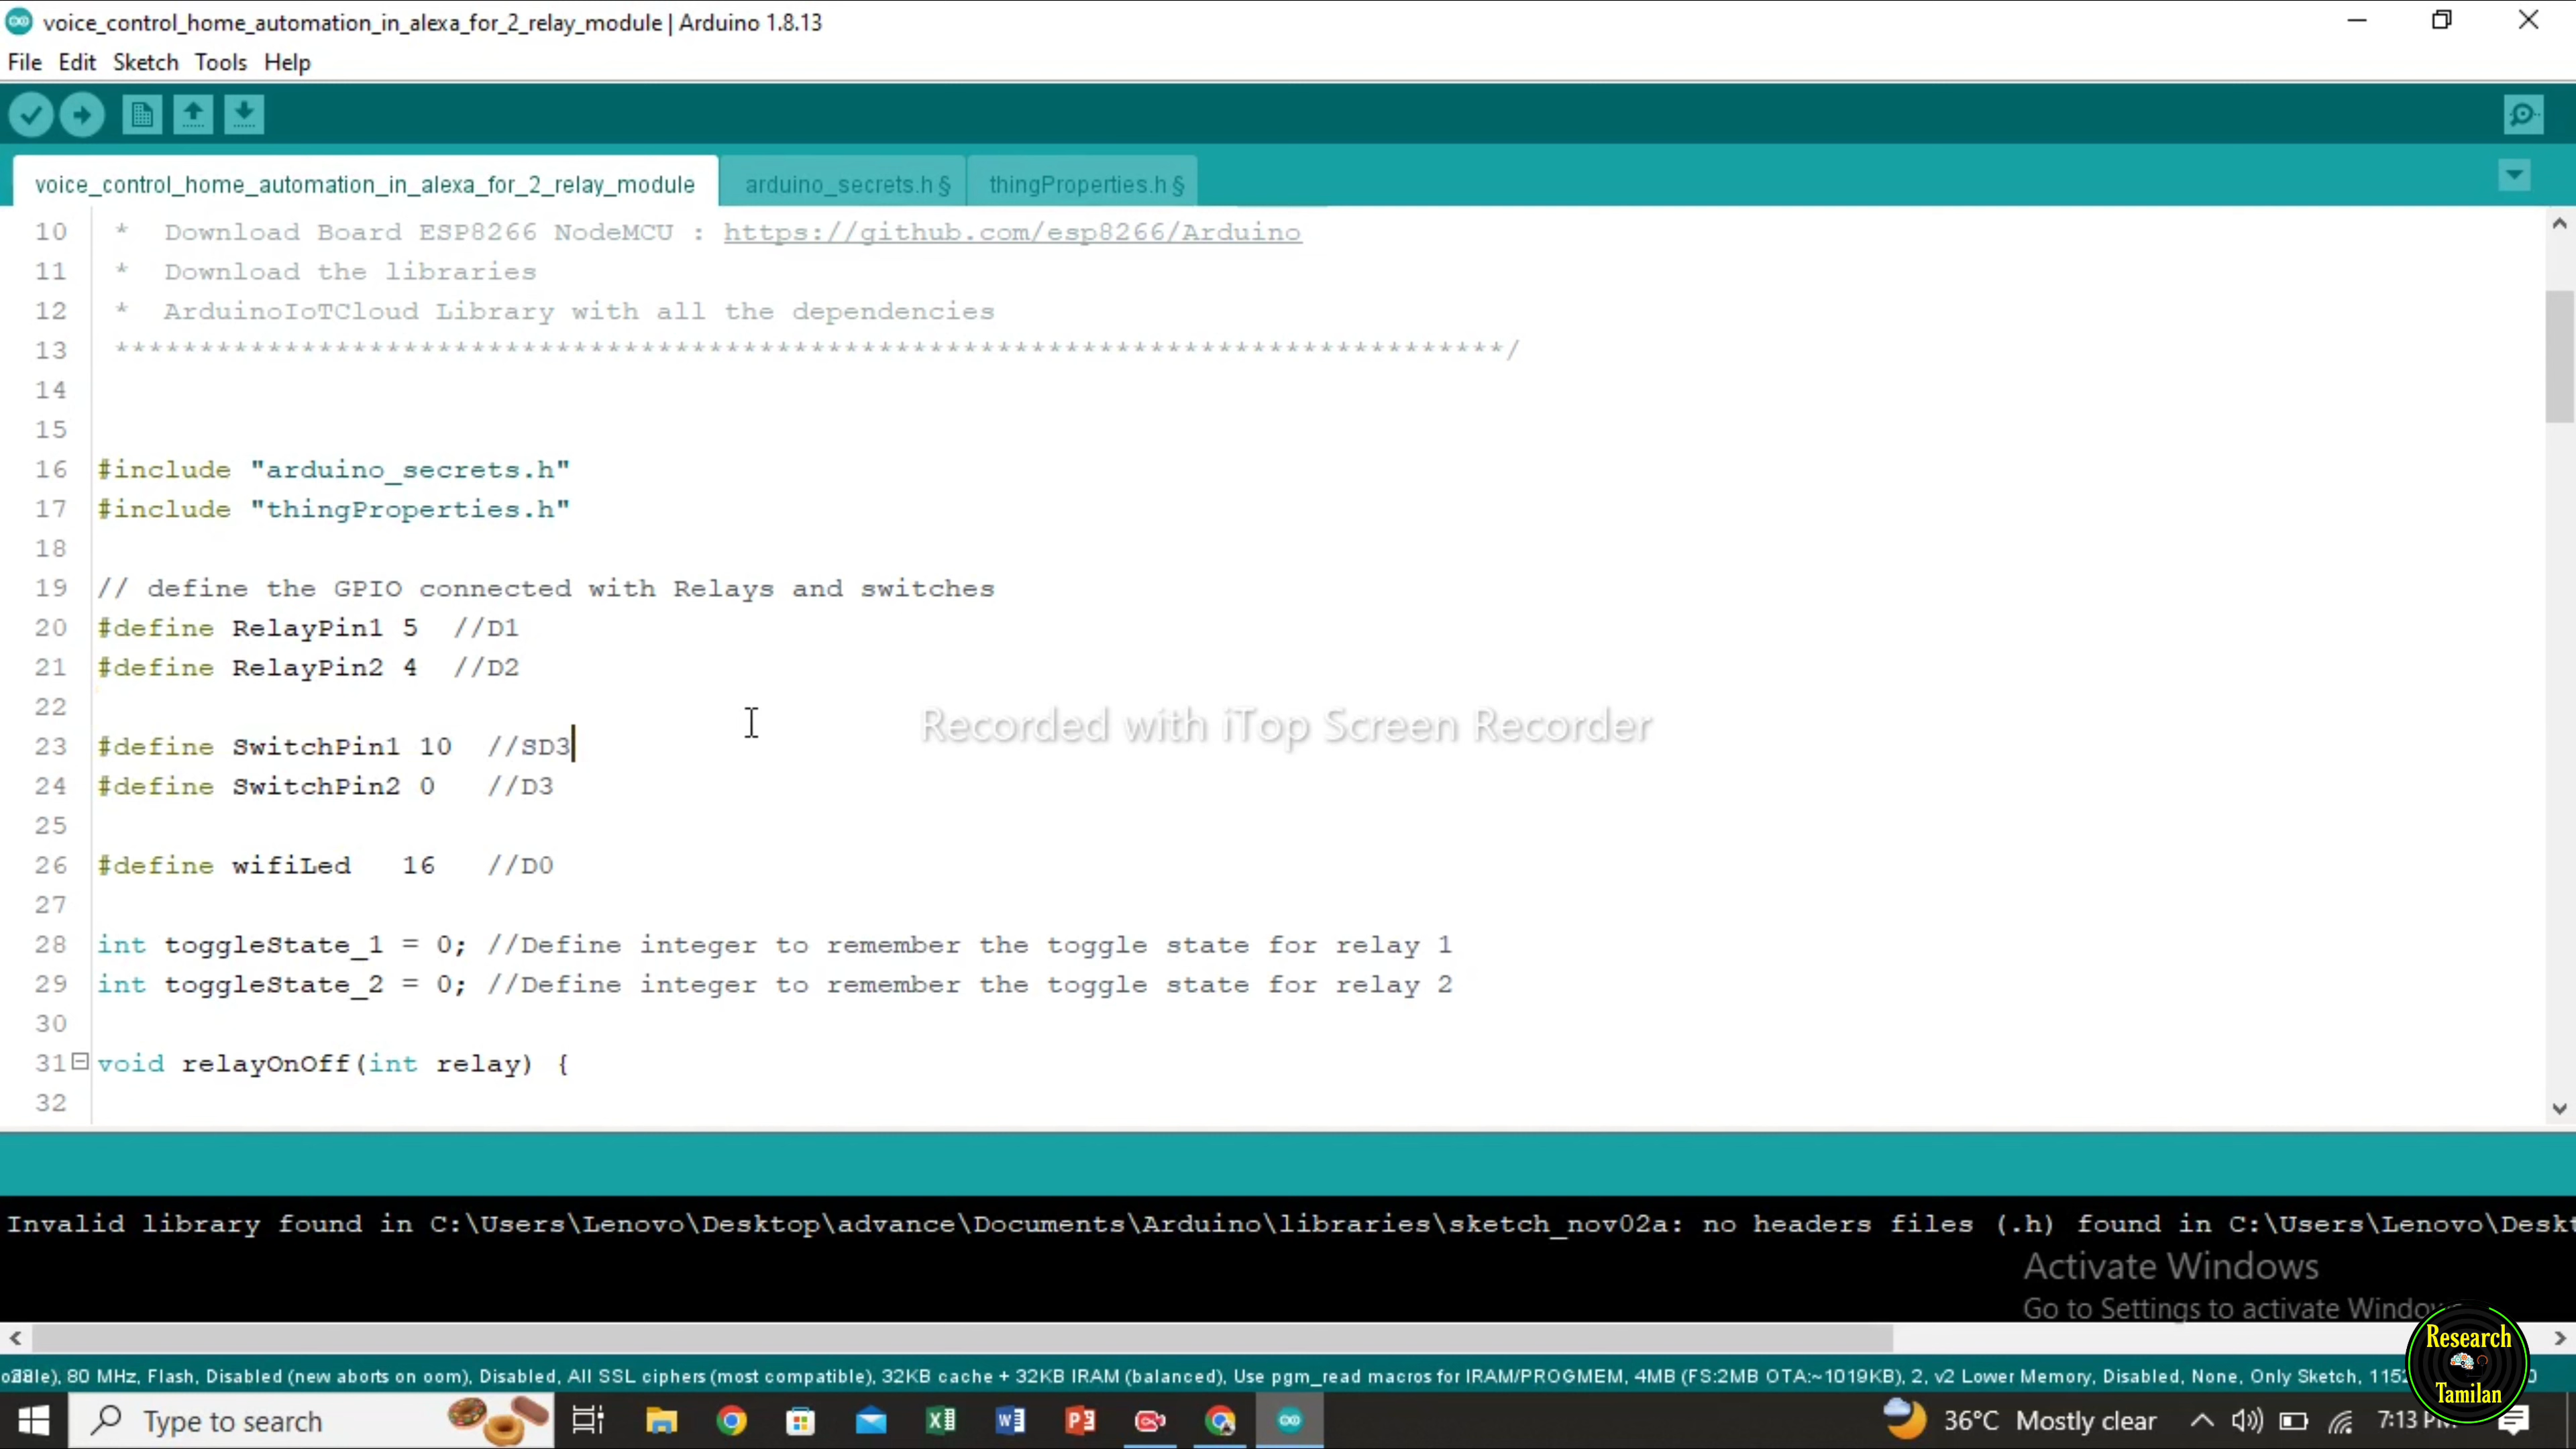 voice_control_home_automation_in_alexa_for_2_relay_module | Arduino 1.8.13
File Edit Sketch Tools Help
voice_control_home_automation_in_alexa_for_2_relay_module arduino_secrets.h § thingProperties.h §
10 * Download Board ESP8266 NodeMCU : https://github.com/esp8266/Arduino
11 * Download the libraries
12 * ArduinoIoTCloud Library with all the dependencies
13 **********************************************************************************/
14
15
16 #include "arduino_secrets.h"
17 #include "thingProperties.h"
18
19 // define the GPIO connected with Relays and switches
20 #define RelayPin1 5 //D1
21 #define RelayPin2 4 //D2
22
23 #define SwitchPin1 10 //SD3
24 #define SwitchPin2 0 //D3
25
26 #define wifiLed 16 //D0
27
28 int toggleState_1 = 0; //Define integer to remember the toggle state for relay 1
29 int toggleState_2 = 0; //Define integer to remember the toggle state for relay 2
30
31 void relayOnOff(int relay) {
32
Recorded with iTop Screen Recorder
Invalid library found in C:\Users\Lenovo\Desktop\advance\Documents\Arduino\libraries\sketch_nov02a: no headers files (.h) found in C:\Users\Lenovo\Deskt
Activate Windows
Go to Settings to activate Windows
80 MHz, Flash, Disabled (new aborts on oom), Disabled, All SSL ciphers (most compatible), 32KB cache + 32KB IRAM (balanced), Use pgm_read macros for IRAM/PROGMEM, 4MB (FS:2MB OTA:~1019KB), 2, v2 Lower Memory, Disabled, None, Only Sketch,
Research
Tamilan
Type to search
36°C Mostly clear
7:13 PM